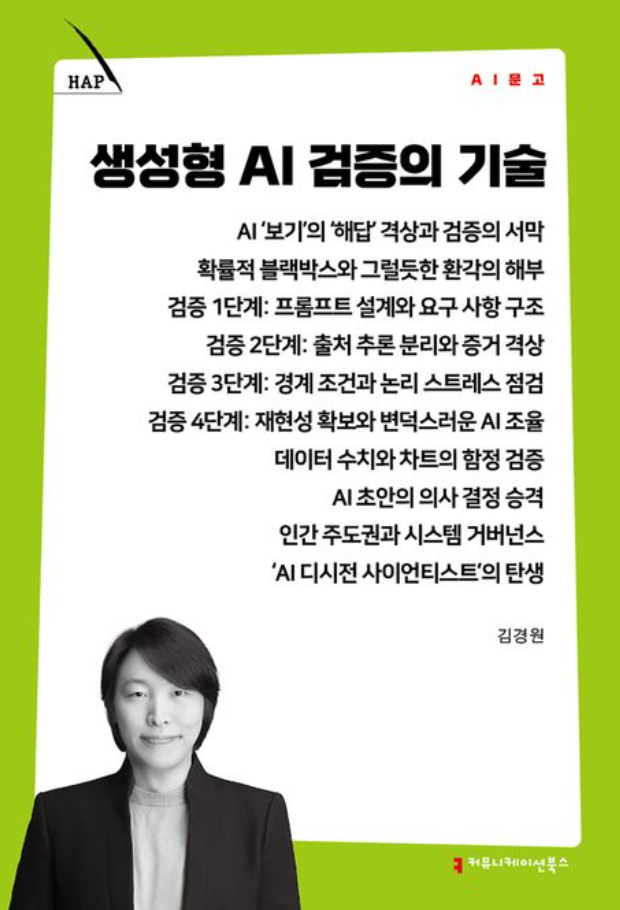 HAP
AI문고
생성형 AI 검증의 기술
AI ‘보기’의 ‘해답’ 격상과 검증의 서막
확률적 블랙박스와 그럴듯한 환각의 해부
검증 1단계: 프롬프트 설계와 요구 사항 구조
검증 2단계: 출처 추론 분리와 증거 격상
검증 3단계: 경계 조건과 논리 스트레스 점검
검증 4단계: 재현성 확보와 변덕스러운 AI 조율
데이터 수치와 차트의 함정 검증
AI 초안의 의사 결정 승격
인간 주도권과 시스템 거버넌스
‘AI 디시전 사이언티스트’의 탄생
김경원
커뮤니케이션북스